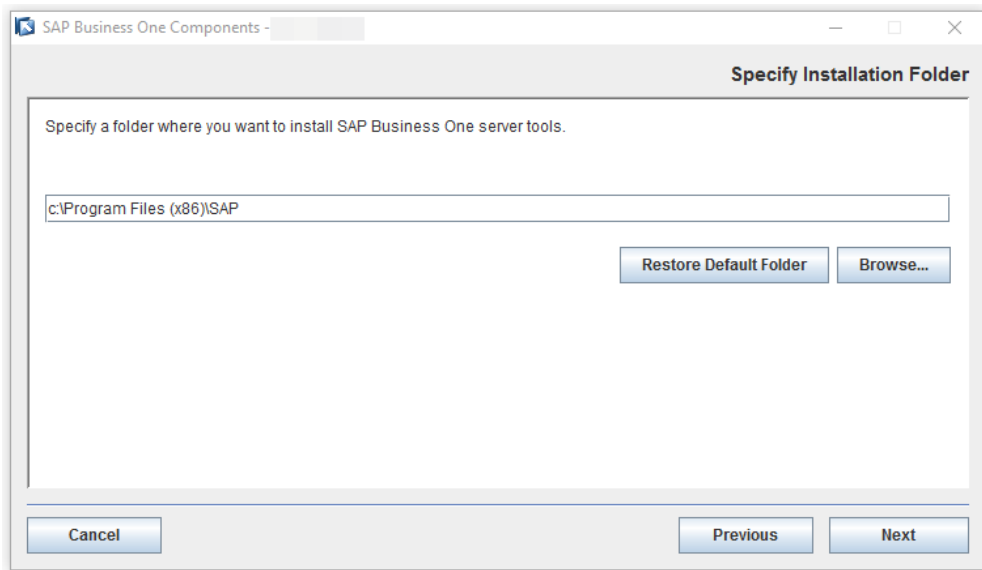 SAP Business One Components -
Specify Installation Folder
Specify a folder where you want to install SAP Business One server tools.
c:\Program Files (x86)\SAP
Restore Default Folder
Browse...
Cancel
Previous
Next